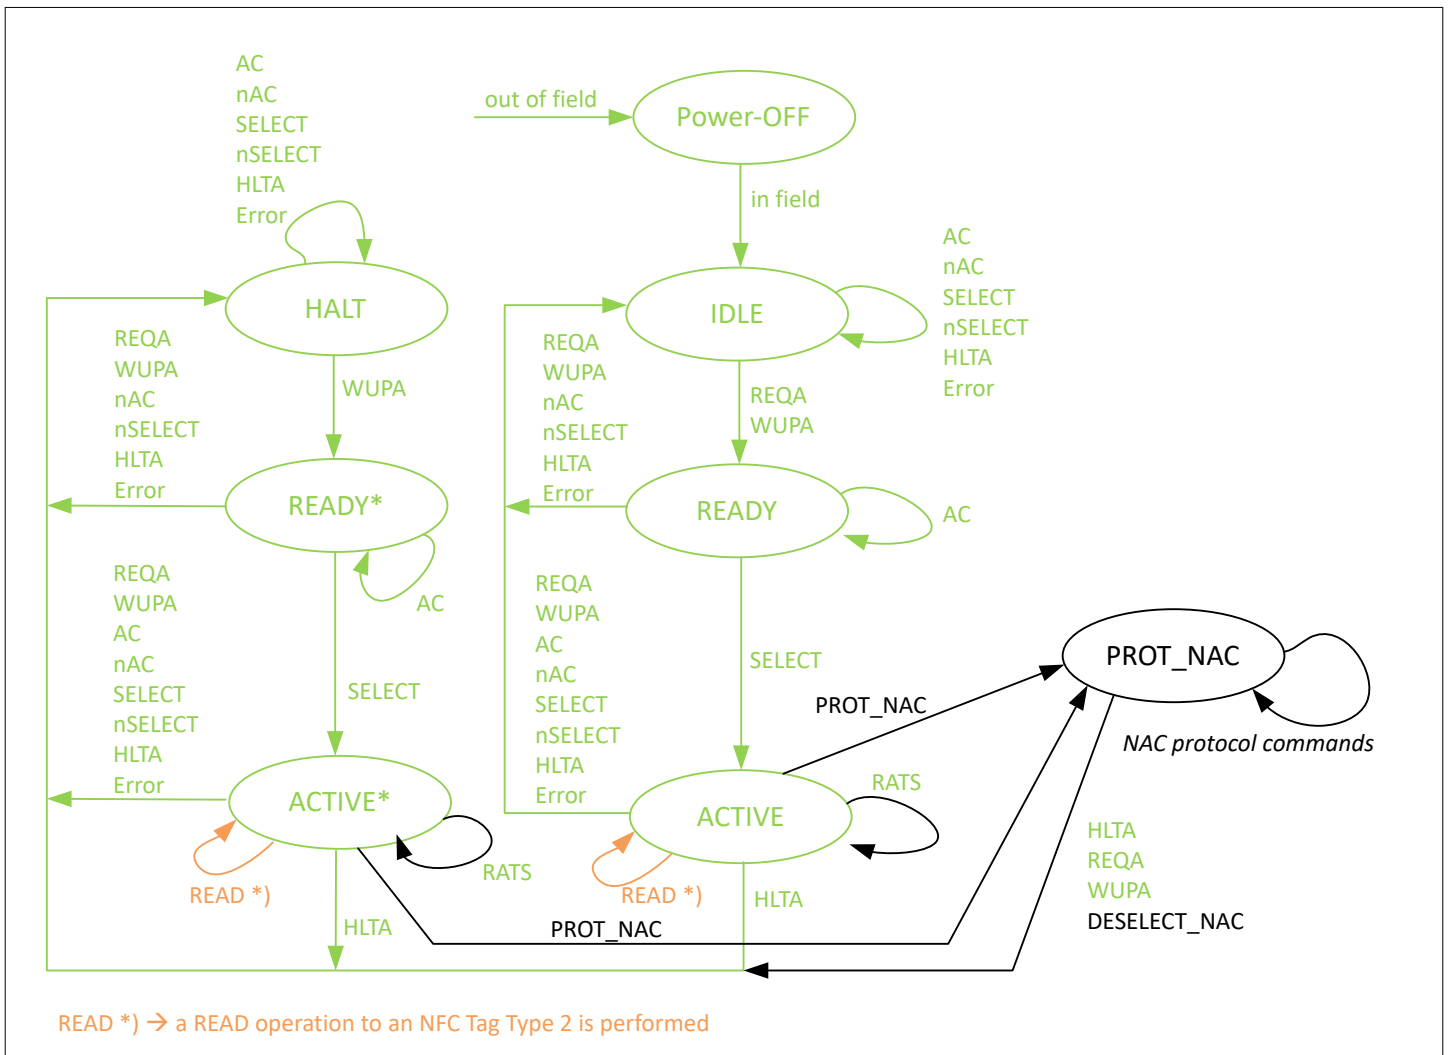 AC
nAC
SELECT
nSELECT
HLTA
Error
out of field
Power-OFF
in field
HALT
IDLE
AC
nAC
SELECT
nSELECT
HLTA
Error
REQA
WUPA
nAC
nSELECT
HLTA
Error
WUPA
REQA
WUPA
nAC
nSELECT
HLTA
Error
REQA
WUPA
READY*
AC
READY
AC
REQA
WUPA
AC
nAC
SELECT
nSELECT
HLTA
Error
SELECT
REQA
WUPA
AC
nAC
SELECT
nSELECT
HLTA
Error
SELECT
PROT_NAC
PROT_NAC
NAC protocol commands
ACTIVE*
RATS
READ *)
HLTA
ACTIVE
RATS
READ *)
HLTA
PROT_NAC
HLTA
REQA
WUPA
DESELECT_NAC
READ *) → a READ operation to an NFC Tag Type 2 is performed